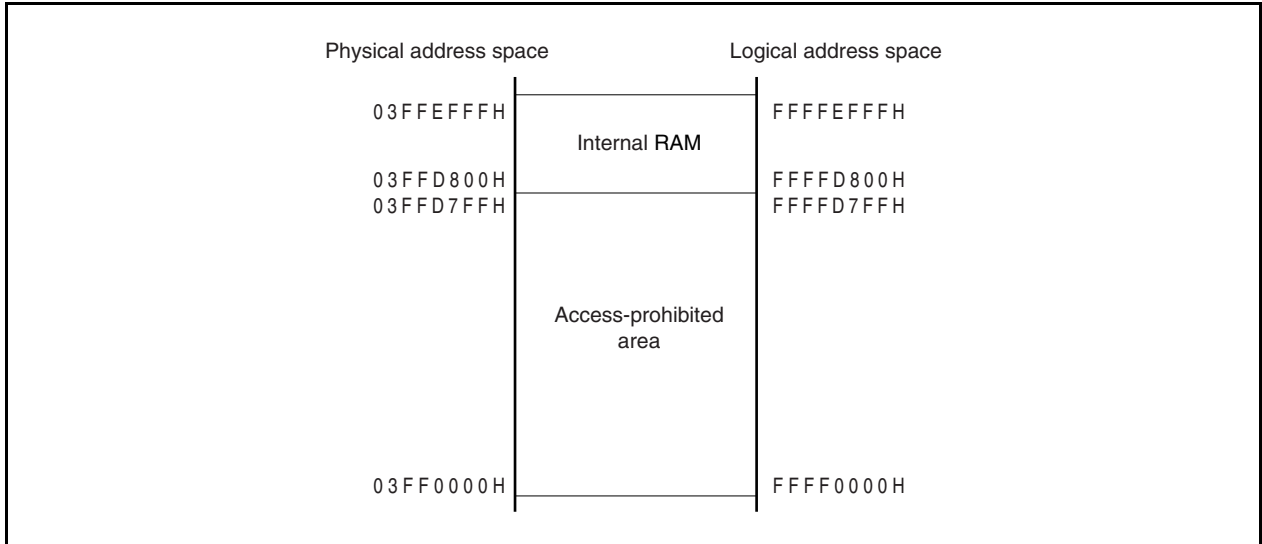 Physical address space
Logical address space
03FFEFFFH
FFFFEFFFH
Internal RAM
03FFD800H
FFFFD800H
03FFD7FFH
FFFFD7FFH
Access-prohibited
area
03FF0000H
FFFF0000H